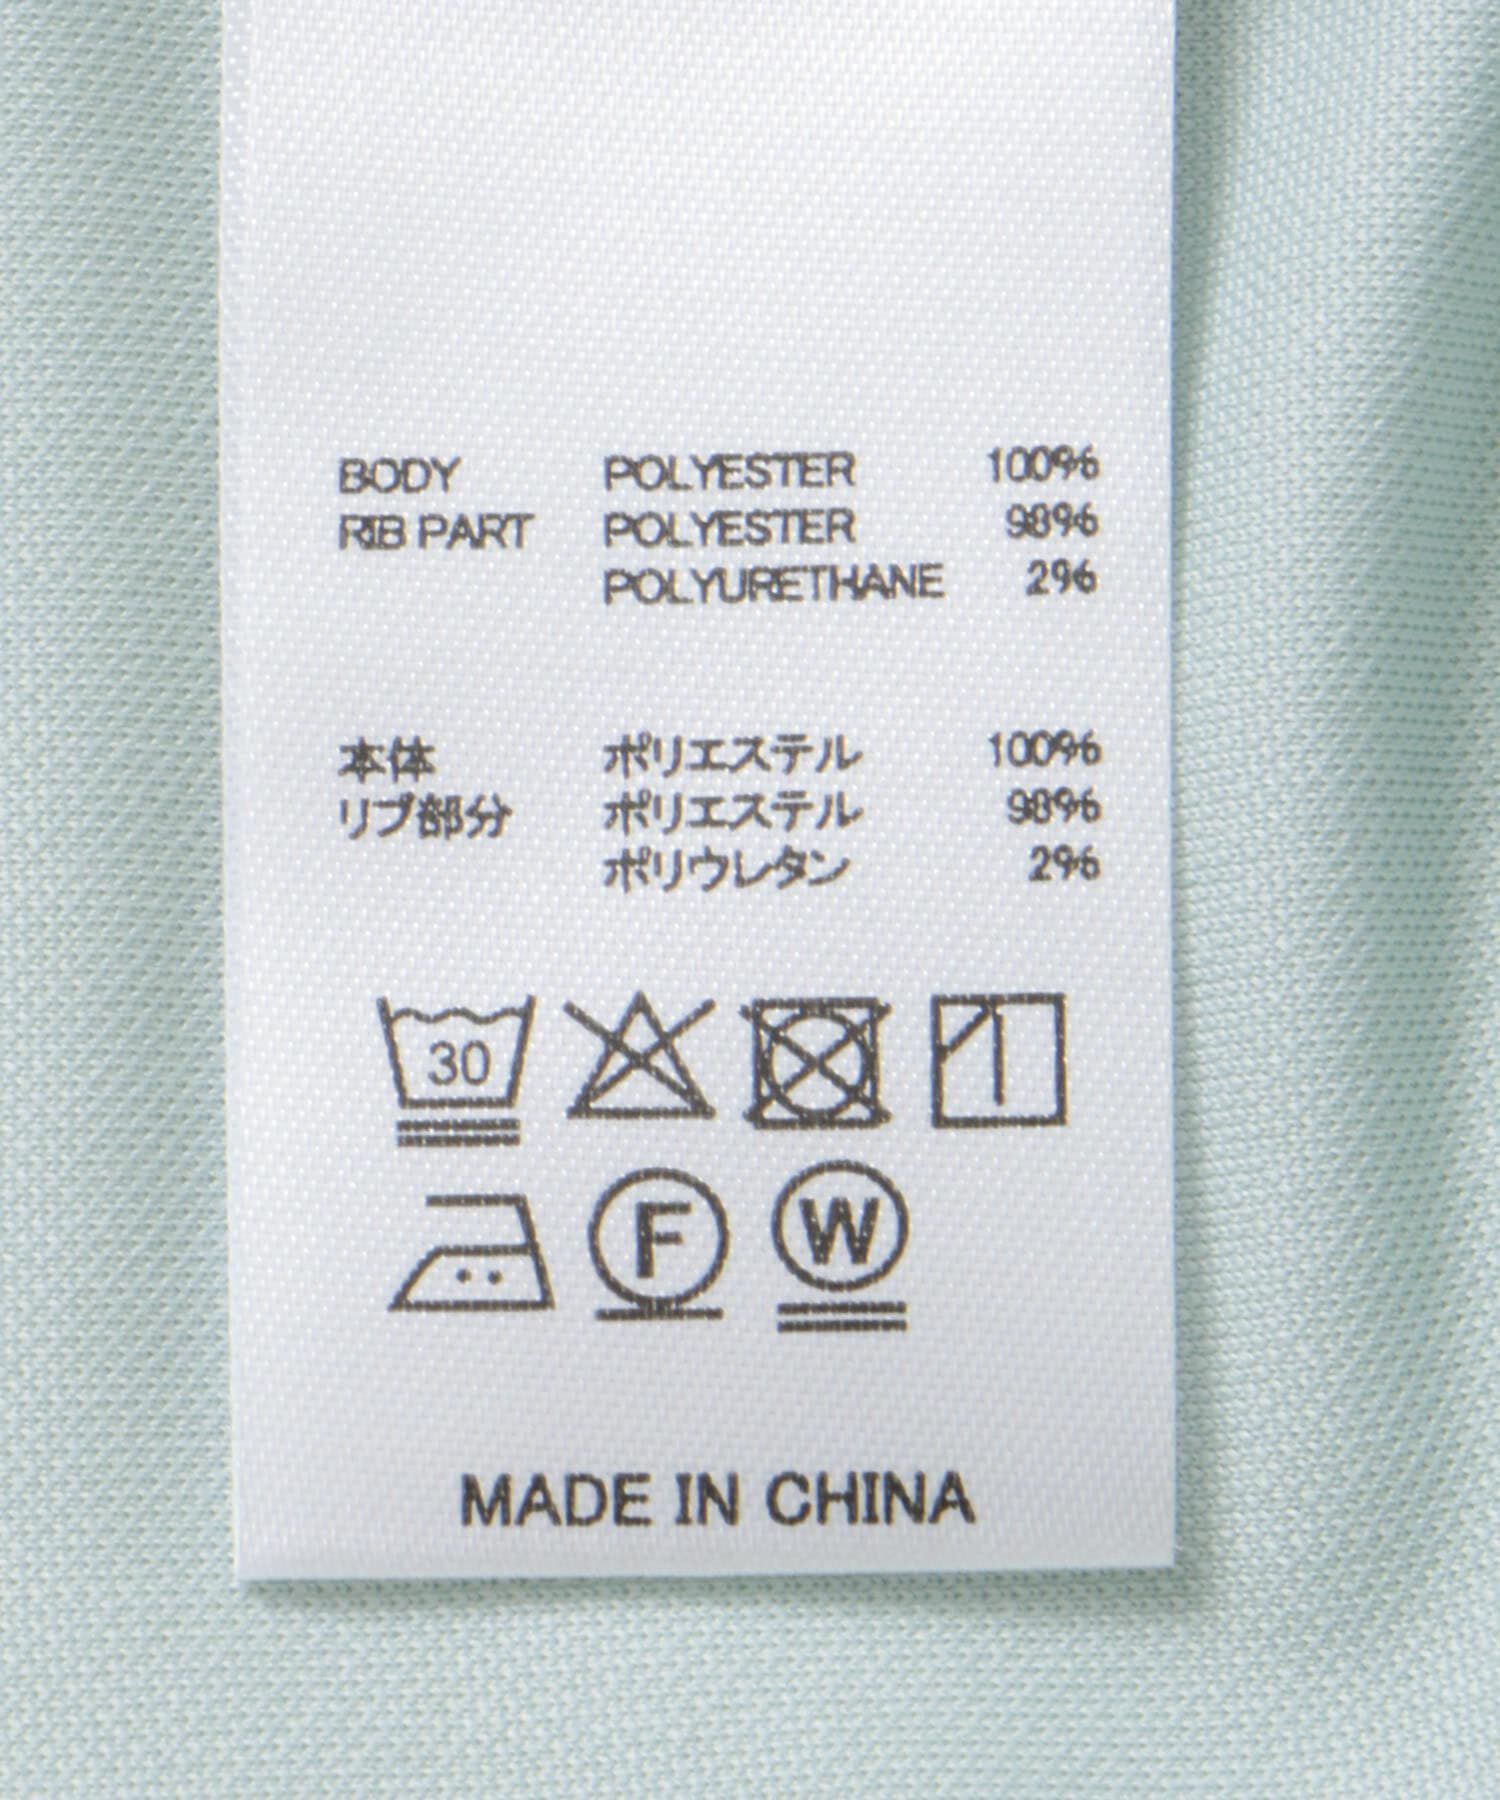 BODY POLYESTER 100%
RIB PART POLYESTER 98%
POLYURETHANE 2%
本体 ポリエステル 100%
リブ部分 ポリエステル 98%
ポリウレタン 2%
30
F W
MADE IN CHINA